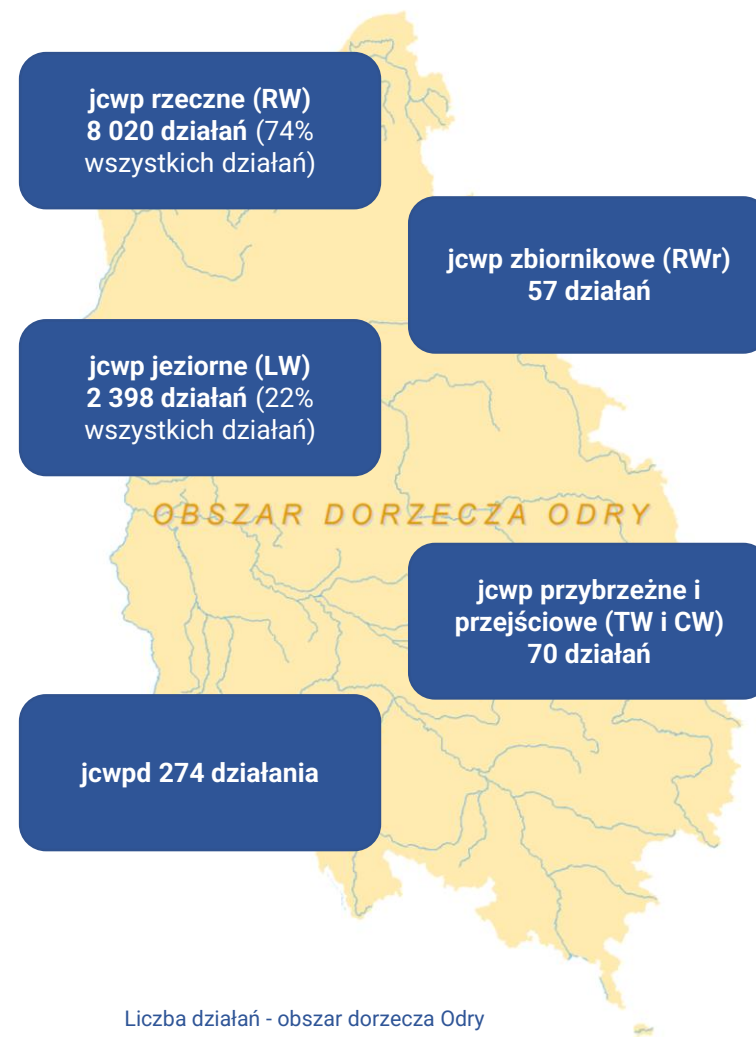 jcwp rzeczne (RW)
8 020 działań (74%
wszystkich działań)
jcwp zbiornikowe (RWr)
57 działań
jcwp jeziorne (LW)
2 398 działań (22%
wszystkich działań)
OBSZAR DORZECZA ODRY
jcwp przybrzeżne i
przejściowe (TW i CW)
70 działań
jcwpd 274 działania
Liczba działań - obszar dorzecza Odry